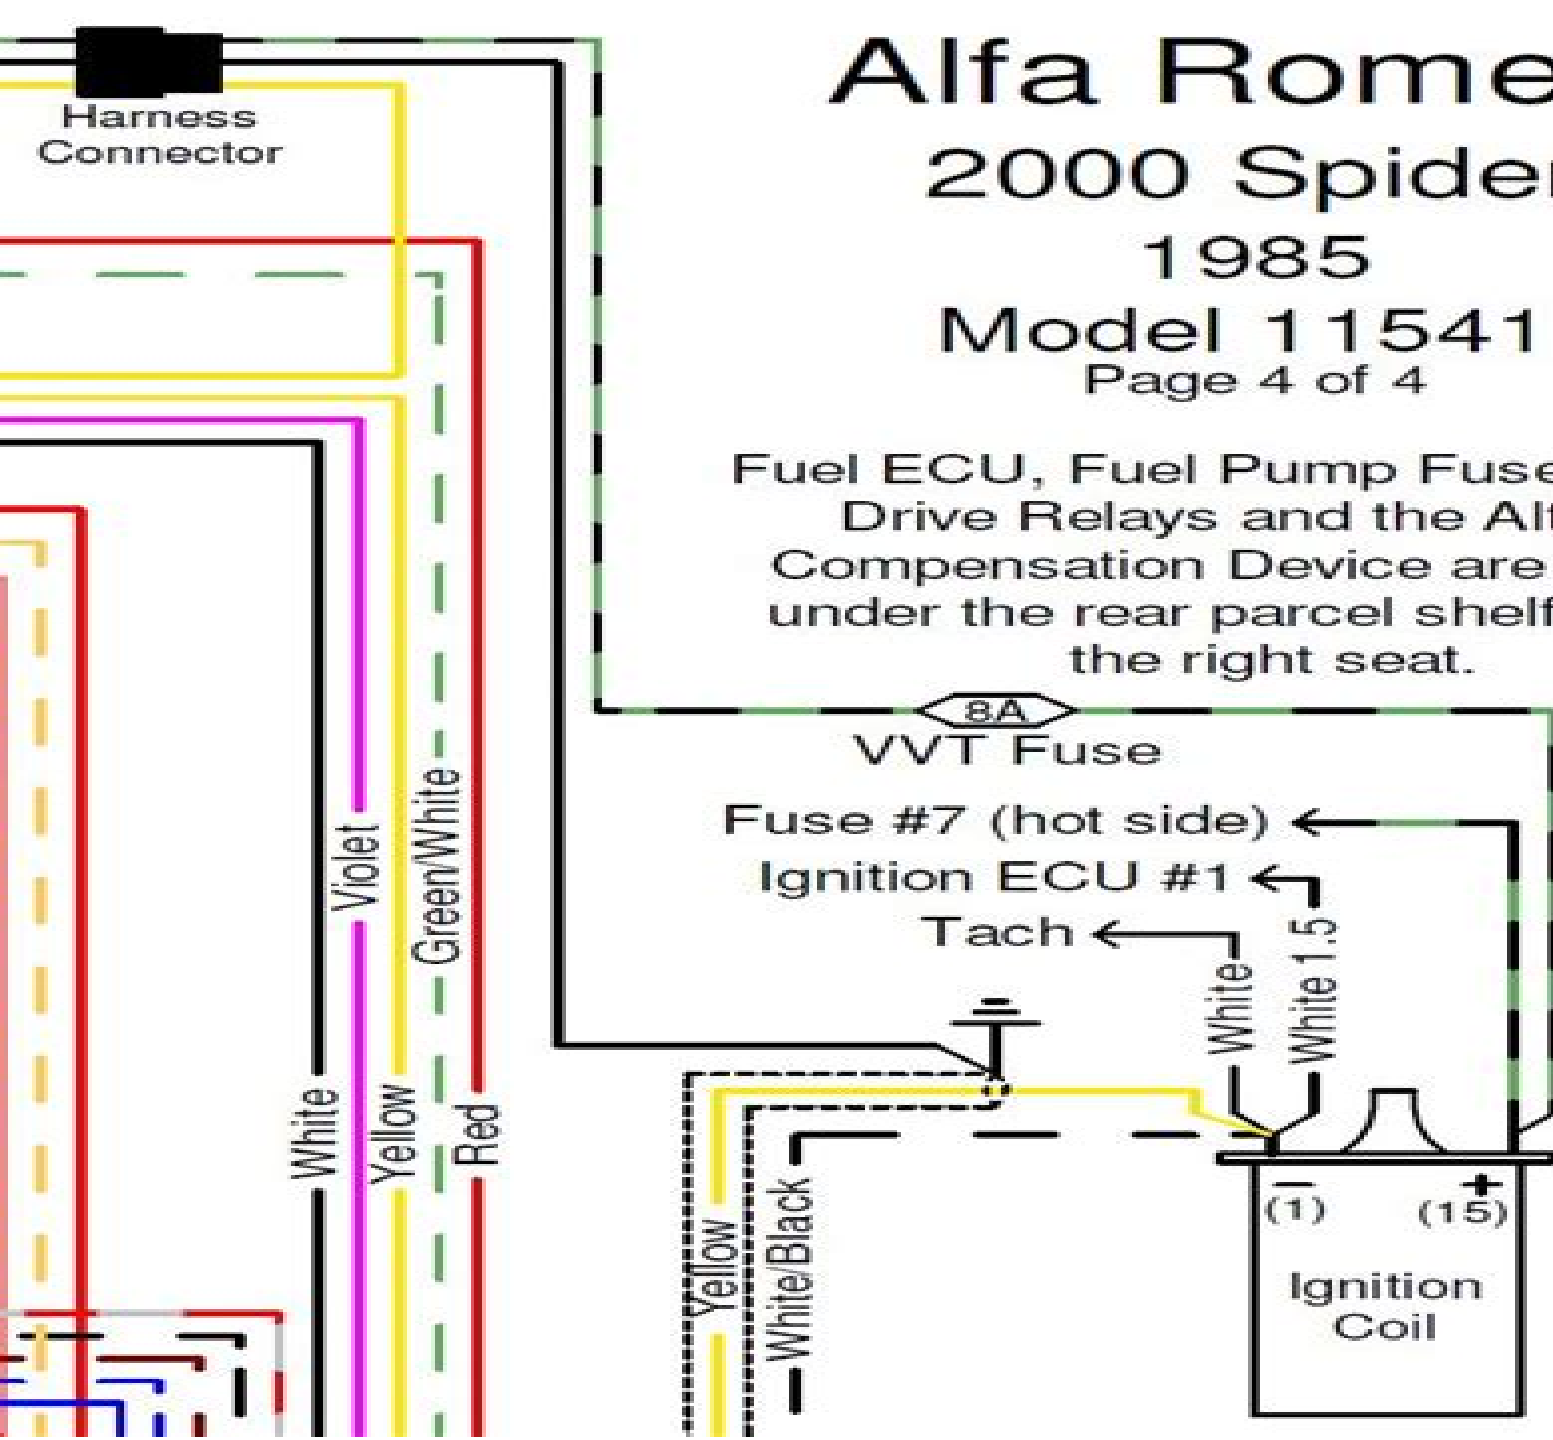 Harness
Connector
Alfa Rome
2000 Spider
1985
Model 11541
Page 4 of 4
Fuel ECU, Fuel Pump Fuse
Drive Relays and the Alt
Compensation Device are
under the rear parcel shelf
the right seat.
8A
VVT Fuse
Fuse #7 (hot side)
Ignition ECU #1
Tach
White
White 1.5
Violet
Green/White
White
Yellow
Red
Yellow
White/Black
− +
(1) (15)
Ignition
Coil